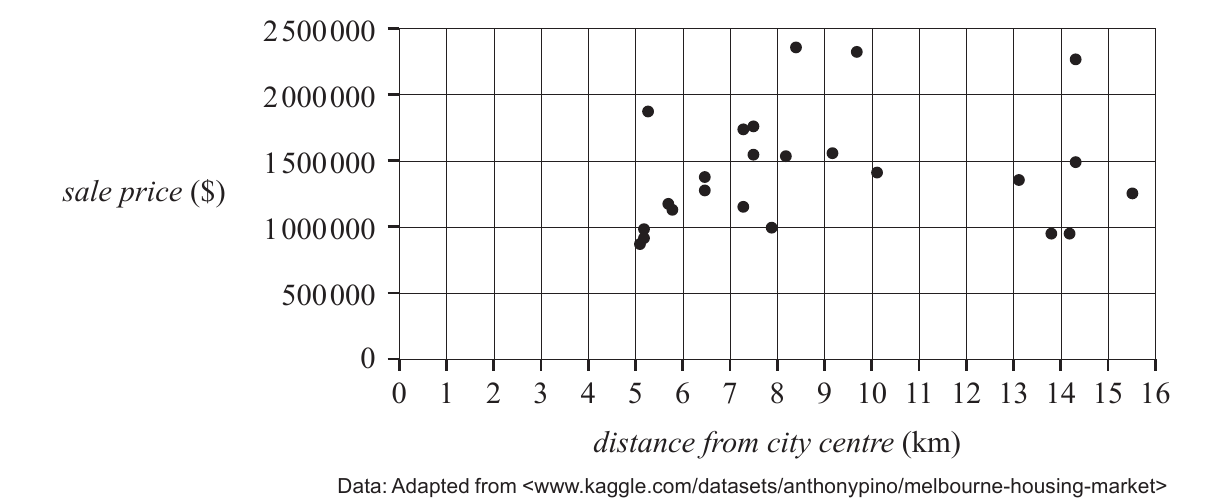 2 500 000
2 000 000
1 500 000
1 000 000
500 000
0
sale price ($)
0 1 2 3 4 5 6 7 8 9 10 11 12 13 14 15 16
distance from city centre (km)
Data: Adapted from <www.kaggle.com/datasets/anthonypino/melbourne-housing-market>